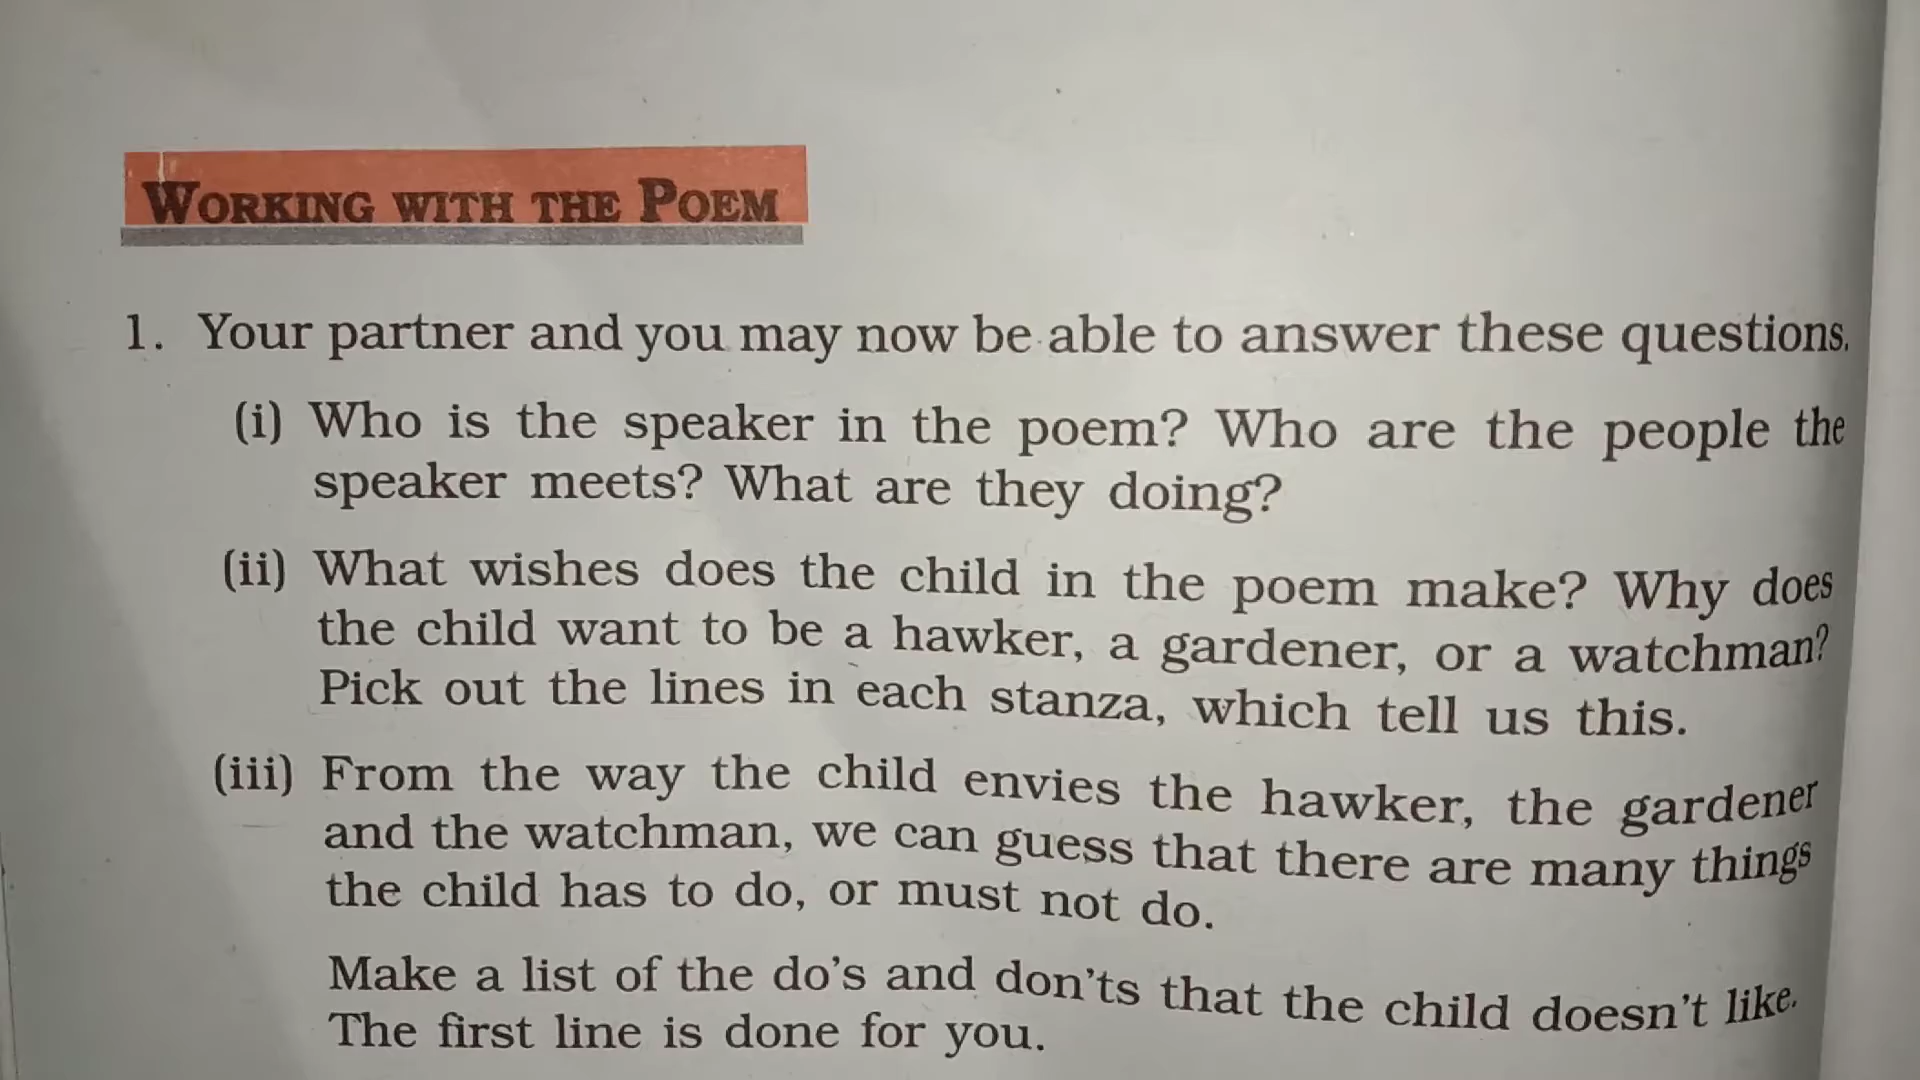 WORKING WITH THE POEM
1. Your partner and you may now be able to answer these questions.
(i) Who is the speaker in the poem? Who are the people the
speaker meets? What are they doing?
(ii) What wishes does the child in the poem make? Why does
the child want to be a hawker, a gardener, or a watchman?
Pick out the lines in each stanza, which tell us this.
(iii) From the way the child envies the hawker, the gardener
and the watchman, we can guess that there are many things
the child has to do, or must not do.
Make a list of the do's and don'ts that the child doesn't like.
The first line is done for you.